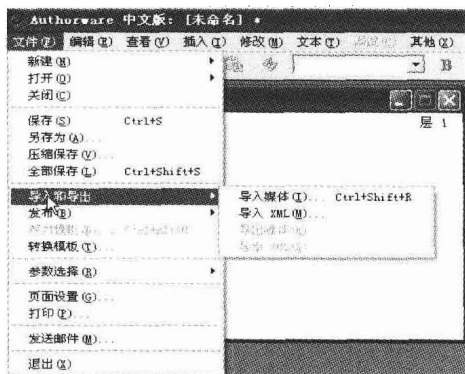 Authorware 中文版: [未命名] *
文件(F) 编辑(E) 查看(V) 插入(I) 修改(M) 文本(T) 其他(X)
新建(N)
打开(O)
关闭(C)
层 1
保存(S) Ctrl+S
另存为(A)...
压缩保存(V)...
全部保存(L) Ctrl+Shift+S
导入和导出
导入媒体(I)... Ctrl+Shift+R
发布(B)
导入 XML(M)...
转换模板(T)...
参数选择(R)
页面设置(G)...
打印(P)...
发送邮件(M)...
退出(X)
B